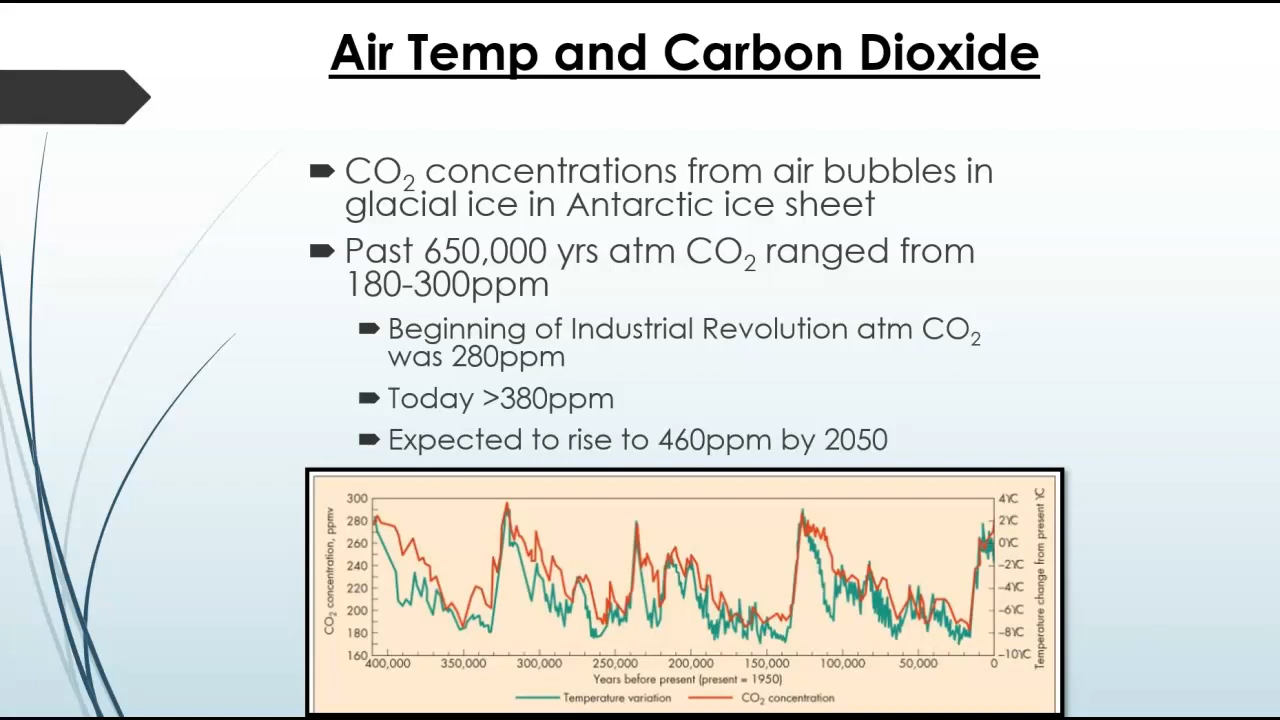 Air Temp and Carbon Dioxide
CO₂ concentrations from air bubbles in
glacial ice in Antarctic ice sheet
Past 650,000 yrs atm CO₂ ranged from
180-300ppm
Beginning of Industrial Revolution atm CO₂
was 280ppm
Today >380ppm
Expected to rise to 460ppm by 2050
CO₂ concentration, ppmv
300
280
260
240
220
200
180
160
4℃
2℃
0℃
–2℃
–4℃
–6℃
–8℃
–10℃
Temperature change from present ℃
400,000 350,000 300,000 250,000 200,000 150,000 100,000 50,000 0
Years before present (present = 1950)
Temperature variation CO₂ concentration